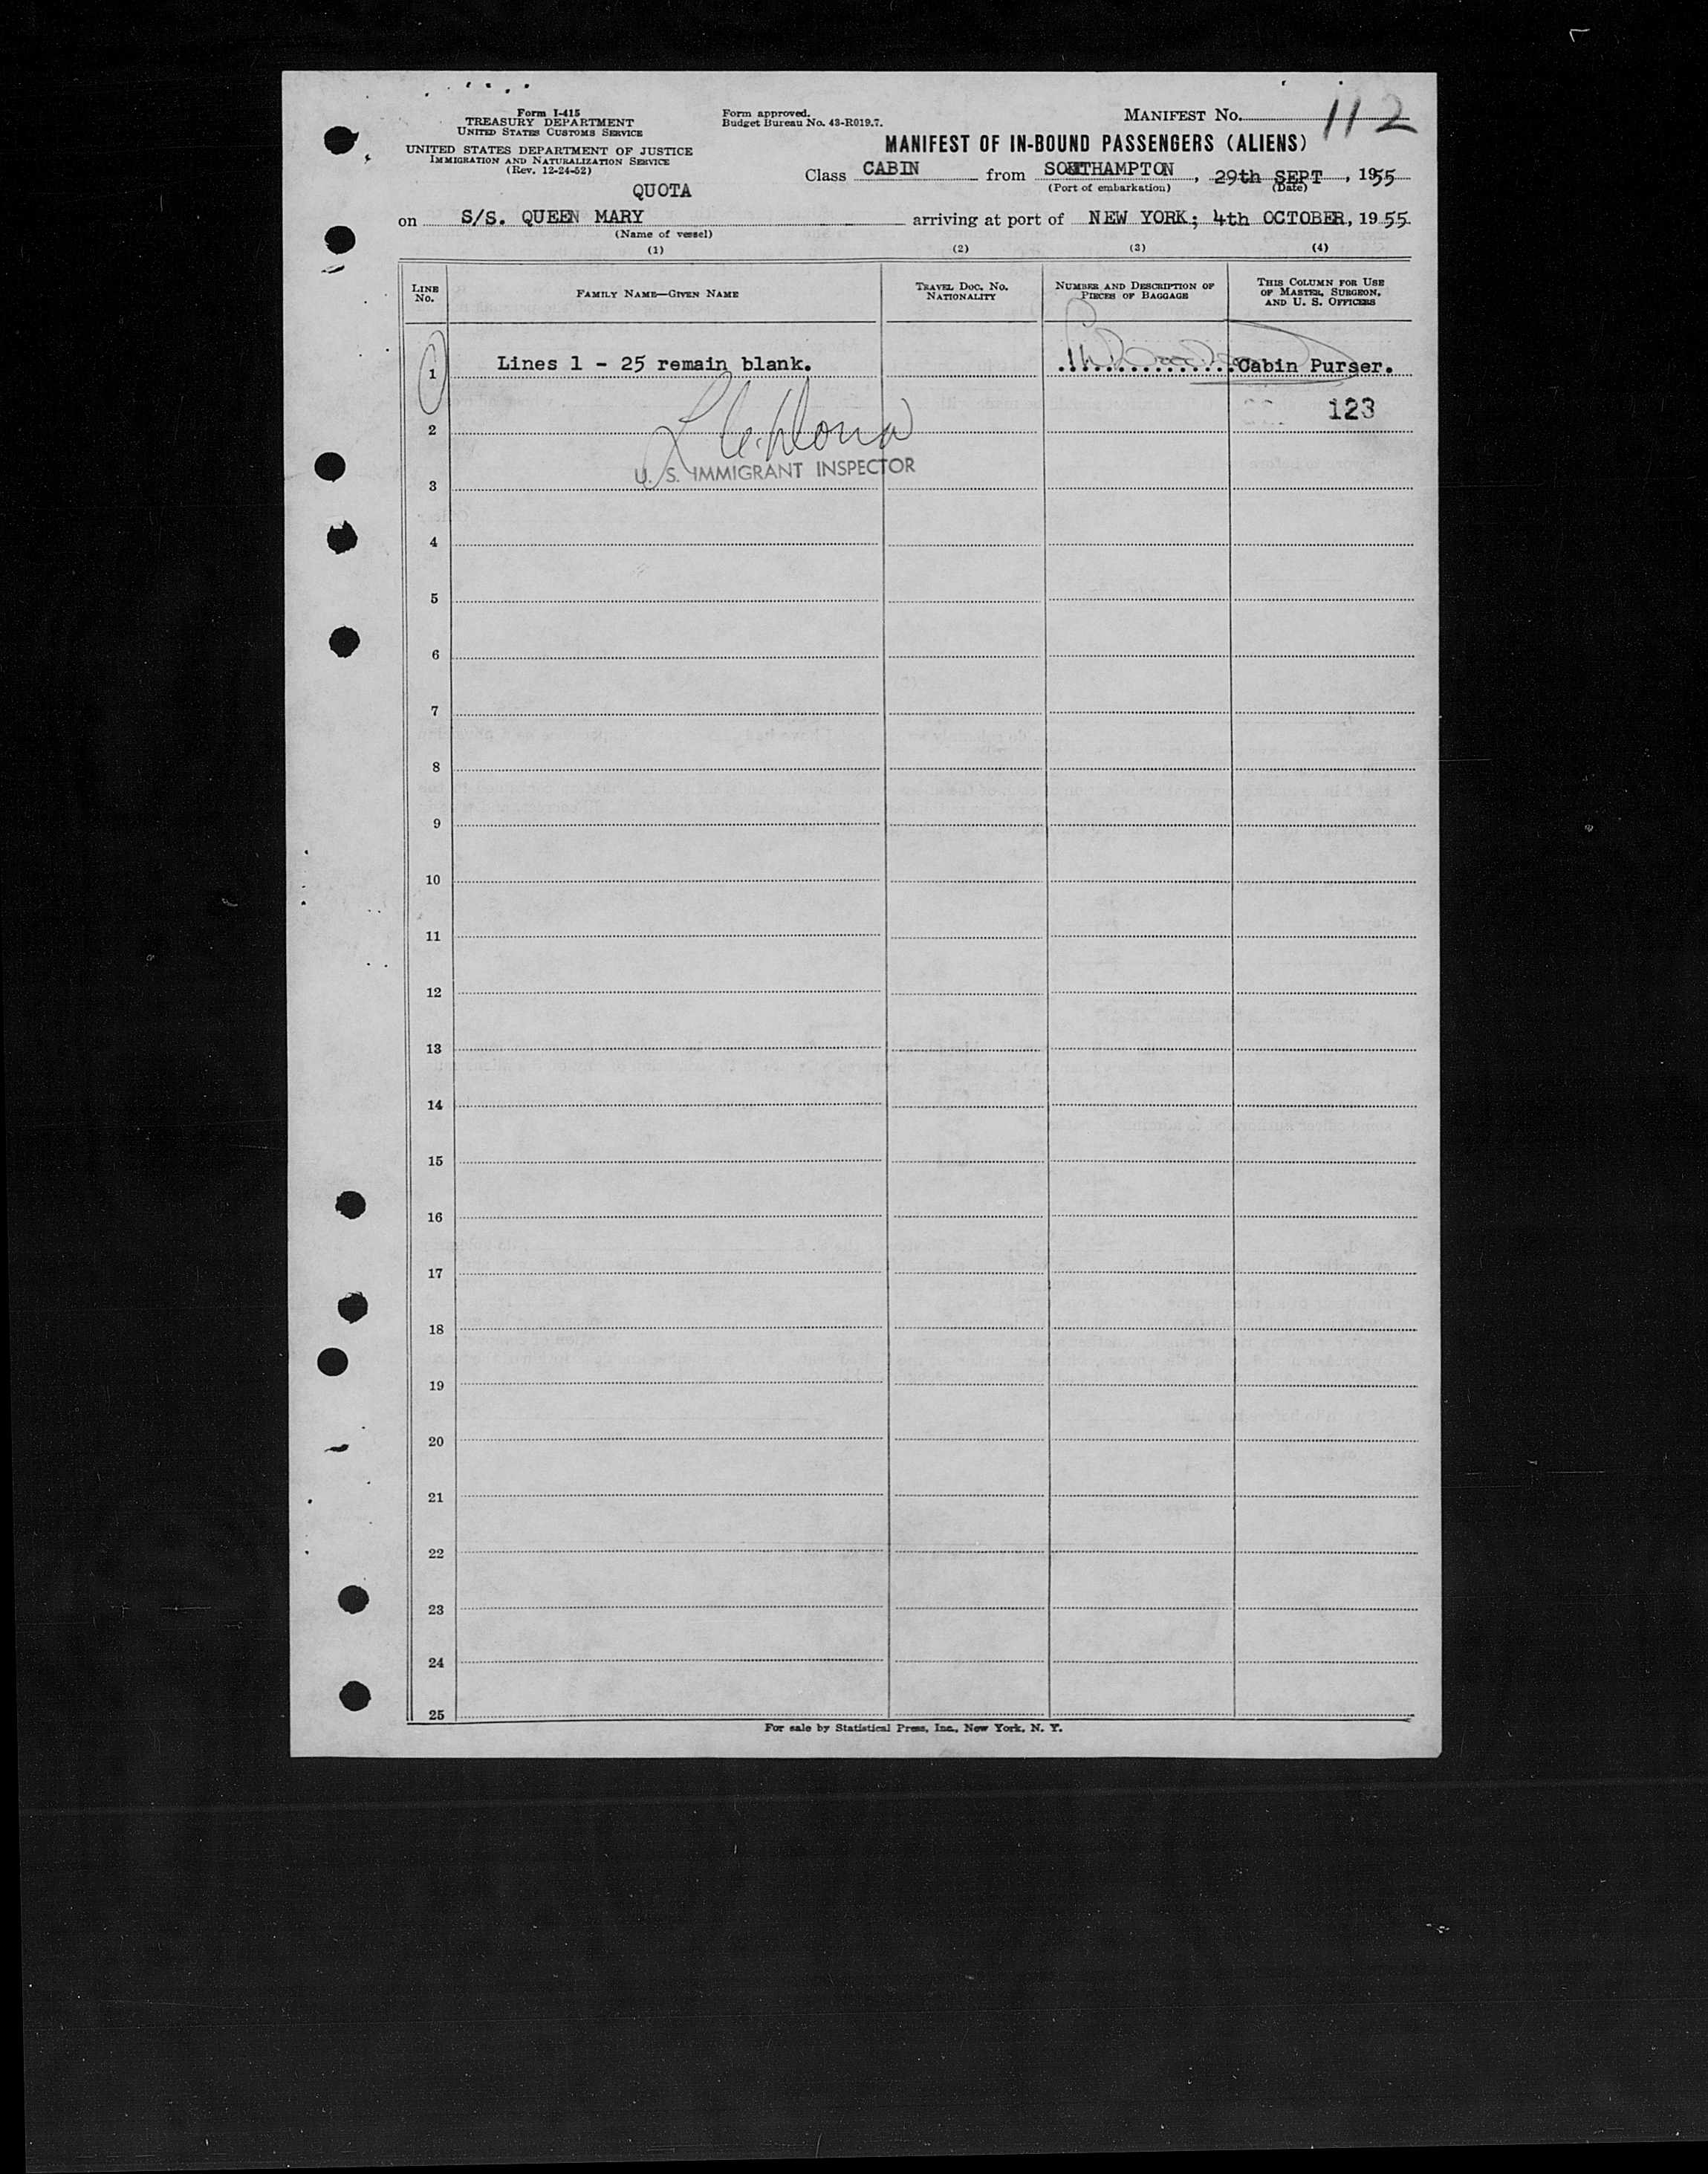 Form I-415
TREASURY DEPARTMENT
UNITED STATES CUSTOMS SERVICE
UNITED STATES DEPARTMENT OF JUSTICE
IMMIGRATION AND NATURALIZATION SERVICE
(Rev. 12-24-52)
Form approved.
Budget Bureau No. 43-R019.7.
MANIFEST No. 112
MANIFEST OF IN-BOUND PASSENGERS (ALIENS)
Class CABIN from SOUTHAMPTON, 29th SEPT, 1955
(Port of embarkation) (Date)
QUOTA
on S/S. QUEEN MARY arriving at port of NEW YORK; 4th OCTOBER, 1955
(Name of vessel)
(1) (2) (3) (4)
LINE No. FAMILY NAME—GIVEN NAME TRAVEL DOC. NO. NATIONALITY NUMBER AND DESCRIPTION OF PIECES OF BAGGAGE THIS COLUMN FOR USE OF MASTER, SURGEON, AND U. S. OFFICERS
1 Lines 1 - 25 remain blank. Cabin Purser.
123
2
U. S. IMMIGRANT INSPECTOR
3
4
5
6
7
8
9
10
11
12
13
14
15
16
17
18
19
20
21
22
23
24
25
For sale by Statistical Press, Inc., New York, N. Y.